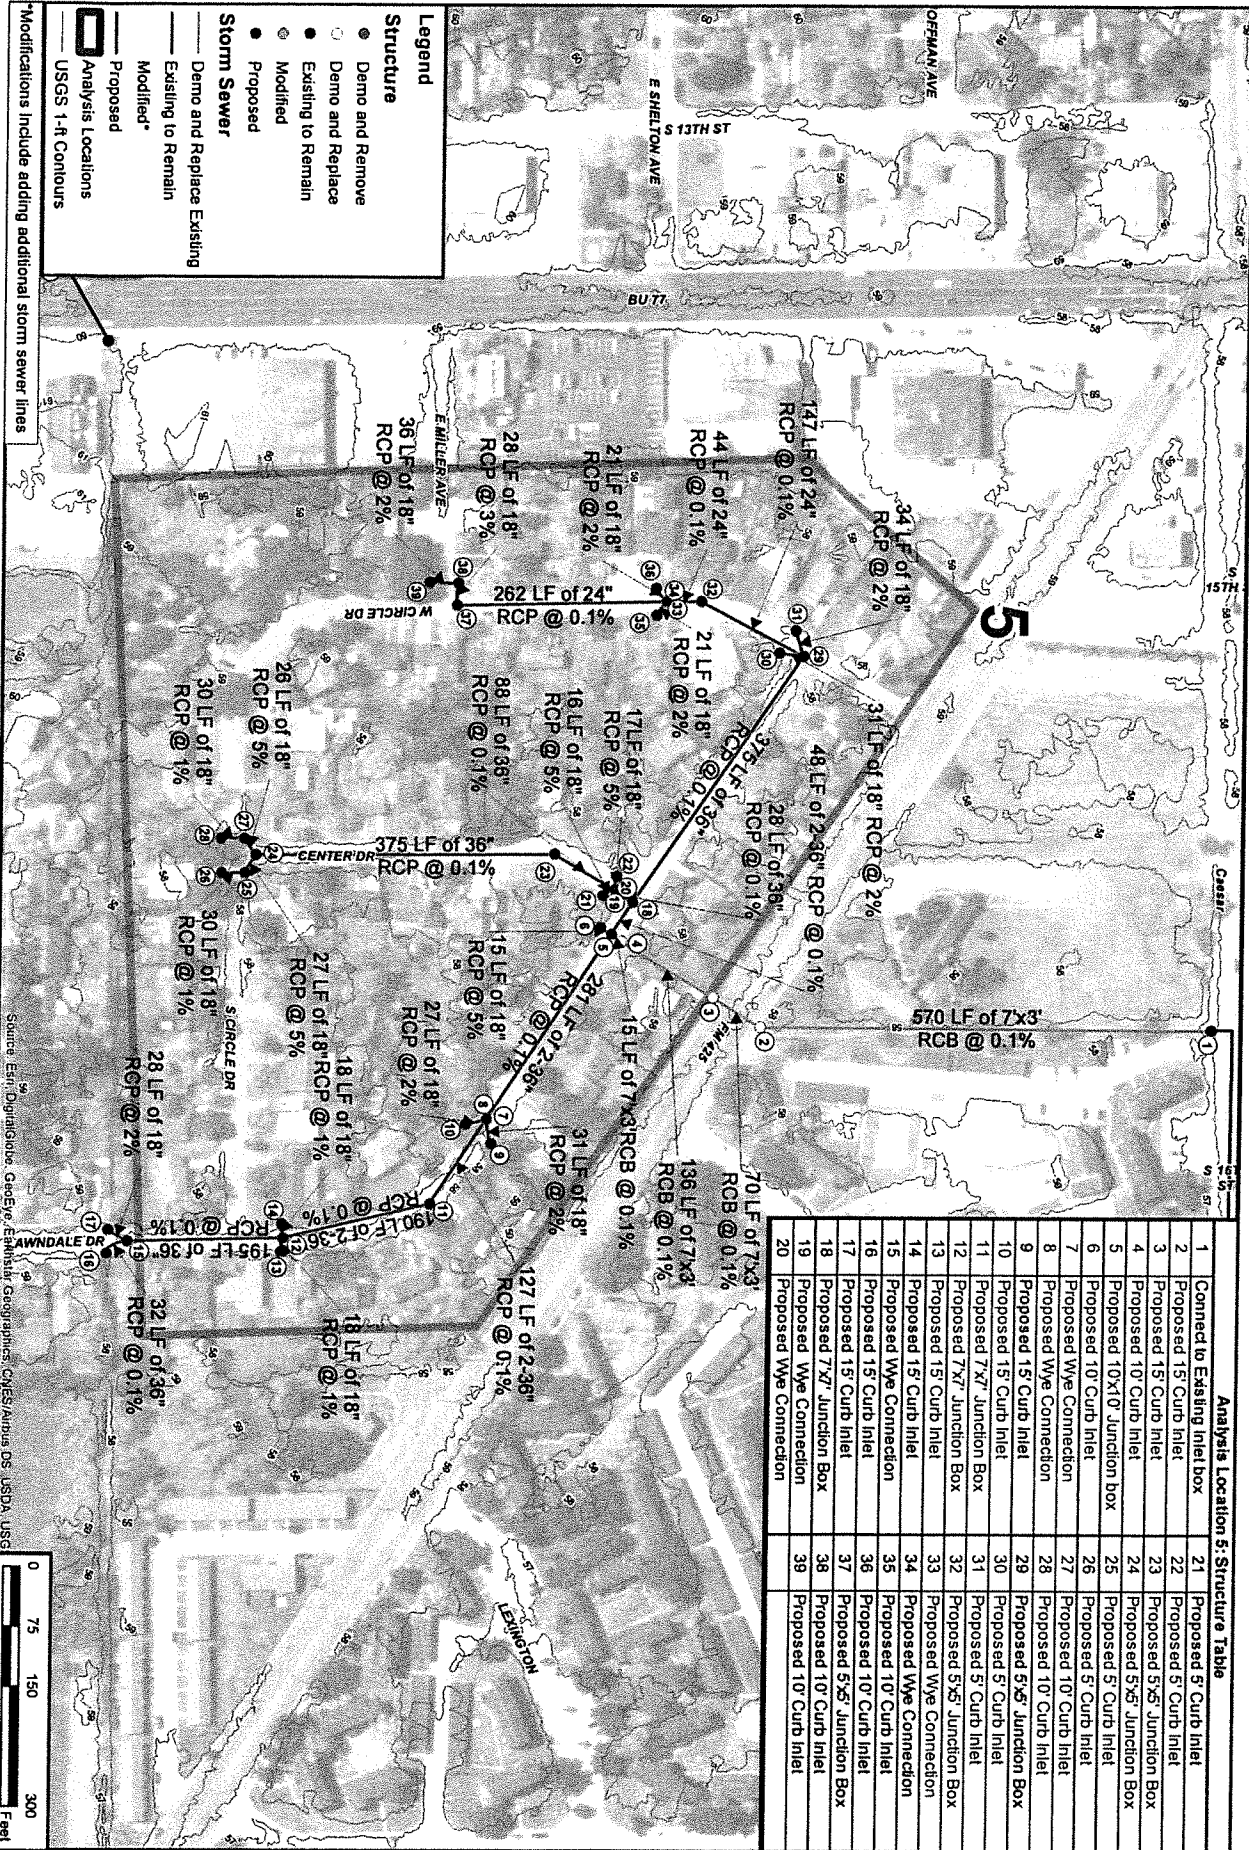 Legend
Structure
Demo and Remove
Demo and Replace
Existing to Remain
Modified
Proposed
Storm Sewer
Demo and Replace Existing
Existing to Remain
Modified*
Proposed
Analysis Locations
USGS 1-ft Contours
*Modifications include adding additional storm sewer lines
OFFMAN AVE
S 13TH ST
E SHELTON AVE
BU 77
E MILLER AVE
W CIRCLE DR
CENTER DR
S CIRCLE DR
AWNDALE DR
FM 425
15TH
Caesar
LEXINGTON
5
147 LF of 24"
RCP @ 0.1%
34 LF of 18"
RCP @ 2%
44 LF of 24"
RCP @ 0.1%
21 LF of 18"
RCP @ 2%
28 LF of 18"
RCP @ 3%
36 LF of 18"
RCP @ 2%
262 LF of 24"
RCP @ 0.1%
21 LF of 18"
RCP @ 2%
31 LF of 18" RCP @ 2%
375 LF of 36"
RCP @ 0.1%
48 LF of 2-36" RCP @ 0.1%
28 LF of 36"
RCP @ 0.1%
17LF of 18"
RCP @ 5%
16 LF of 18"
RCP @ 5%
88 LF of 36"
RCP @ 0.1%
26 LF of 18"
RCP @ 5%
30 LF of 18"
RCP @ 1%
375 LF of 36"
RCP @ 0.1%
570 LF of 7'x3'
RCB @ 0.1%
70 LF of 7'x3'
RCB @ 0.1%
136 LF of 7'x3'
RCB @ 0.1%
15 LF of 7'x3'RCB @ 0.1%
281 LF of 2-36"
RCP @ 0.1%
15 LF of 18"
RCP @ 5%
27 LF of 18"
RCP @ 2%
31 LF of 18"
RCP @ 2%
27 LF of 18"
RCP @ 5%
30 LF of 18"
RCP @ 1%
18 LF of 18"
RCP @ 1%
28 LF of 18"
RCP @ 2%
190 LF of 2-36"
RCP @ 0.1%
195 LF of 36"
RCP @ 0.1%
127 LF of 2-36"
RCP @ 0.1%
18 LF of 18"
RCP @ 1%
32 LF of 36"
RCP @ 0.1%
Analysis Location 5: Structure Table
1 Connect to Existing Inlet box 21 Proposed 5' Curb Inlet
2 Proposed 15' Curb Inlet 22 Proposed 5' Curb Inlet
3 Proposed 15' Curb Inlet 23 Proposed 5'x5' Junction Box
4 Proposed 10' Curb Inlet 24 Proposed 5'x5' Junction Box
5 Proposed 10'x10' Junction box 25 Proposed 5' Curb Inlet
6 Proposed 10' Curb Inlet 26 Proposed 5' Curb Inlet
7 Proposed Wye Connection 27 Proposed 10' Curb Inlet
8 Proposed Wye Connection 28 Proposed 10' Curb Inlet
9 Proposed 15' Curb Inlet 29 Proposed 5'x5' Junction Box
10 Proposed 15' Curb Inlet 30 Proposed 5' Curb Inlet
11 Proposed 7'x7' Junction Box 31 Proposed 5' Curb Inlet
12 Proposed 7'x7' Junction Box 32 Proposed 5'x5' Junction Box
13 Proposed 15' Curb Inlet 33 Proposed Wye Connection
14 Proposed 15' Curb Inlet 34 Proposed Wye Connection
15 Proposed Wye Connection 35 Proposed 10' Curb Inlet
16 Proposed 15' Curb Inlet 36 Proposed 10' Curb Inlet
17 Proposed 15' Curb Inlet 37 Proposed 5'x5' Junction Box
18 Proposed 7'x7' Junction Box 38 Proposed 10' Curb Inlet
19 Proposed Wye Connection 39 Proposed 10' Curb Inlet
20 Proposed Wye Connection
Source: Esri, DigitalGlobe, GeoEye, Earthstar Geographics, CNES/Airbus DS, USDA, USG
0 75 150 300
Feet